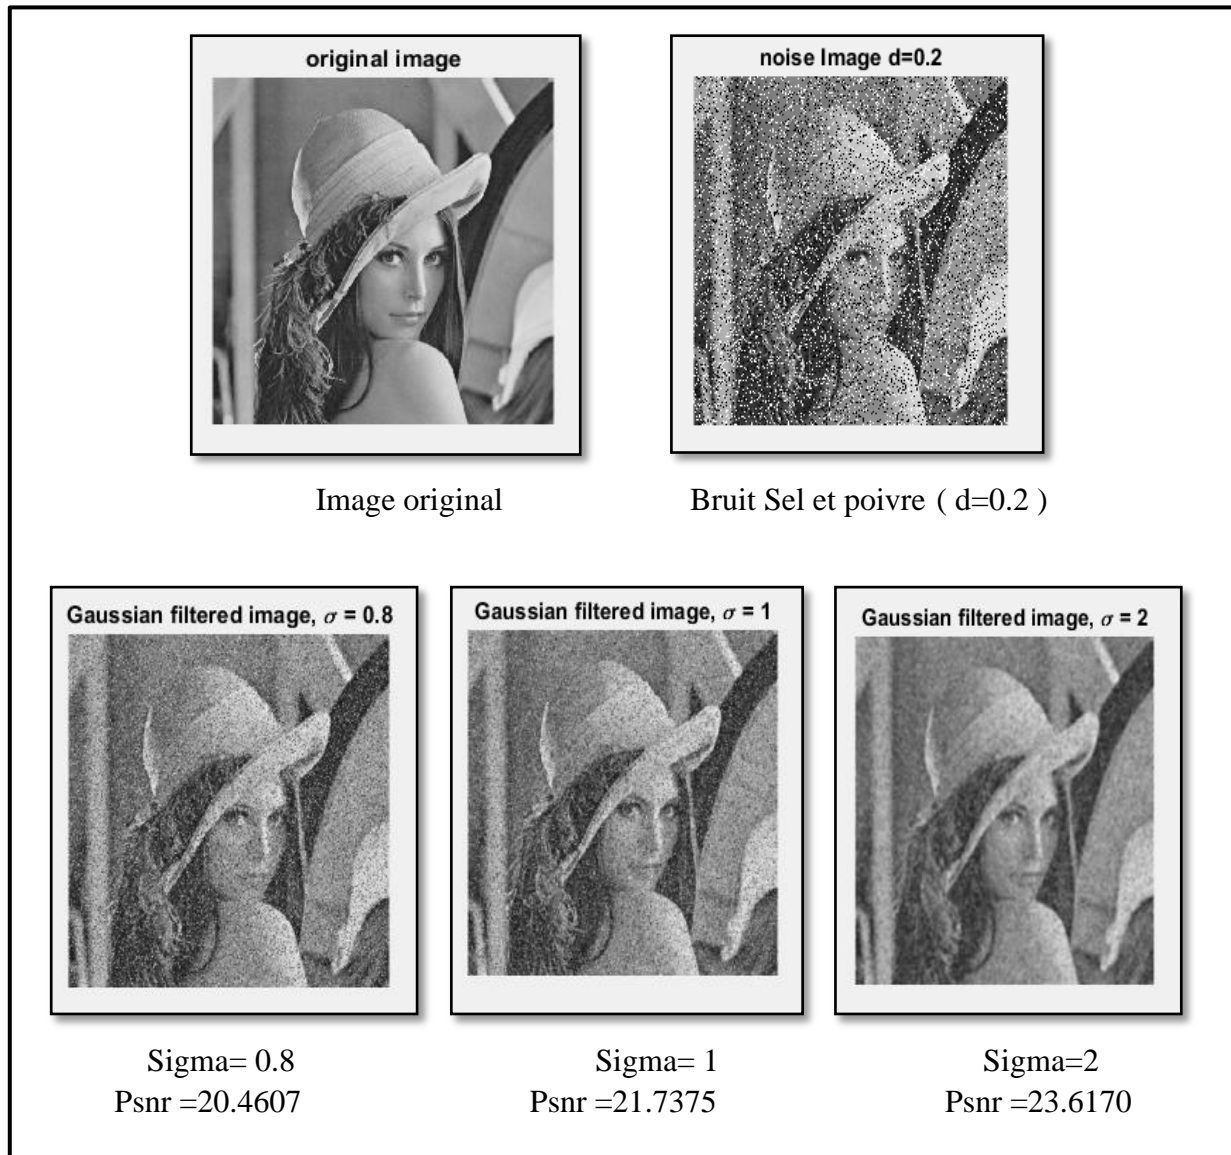 original image
noise Image d=0.2
Image original
Bruit Sel et poivre ( d=0.2 )
Gaussian filtered image, σ = 0.8
Gaussian filtered image, σ = 1
Gaussian filtered image, σ = 2
Sigma= 0.8
Sigma= 1
Sigma=2
Psnr =20.4607
Psnr =21.7375
Psnr =23.6170